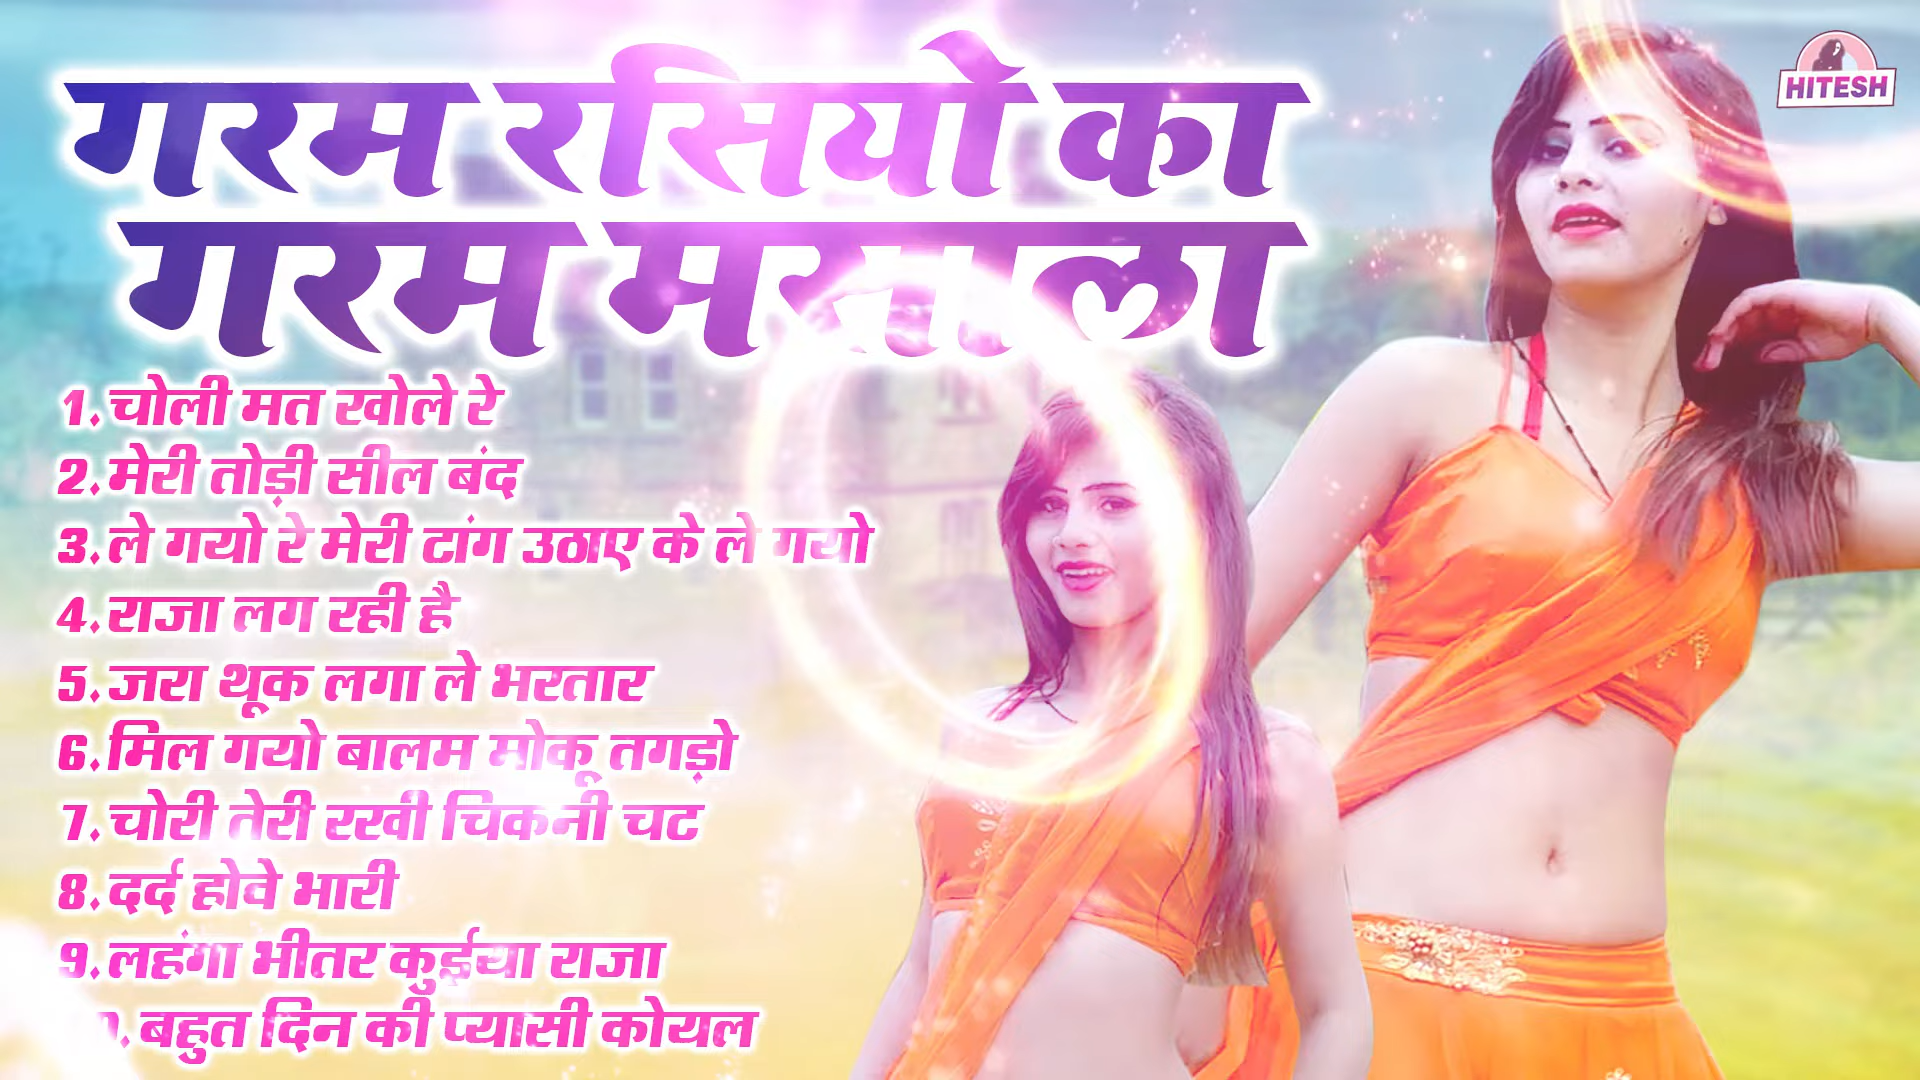 गरम रसियों का
गरम मसाला
HITESH
1. चोली मत खोले रे
2. मेरी तोड़ी सील बंद
3. ले गयो रे मेरी टांग उठाए के ले गयो
4. राजा लग रही है
5. जरा थूक लगा ले भरतार
6. मिल गयो बालम मोकू तगड़ो
7. चोरी तेरी रखी चिकनी चट
8. दर्द होवे भारी
9. लहंगा भीतर कुईया राजा
बहुत दिन की प्यासी कोयल